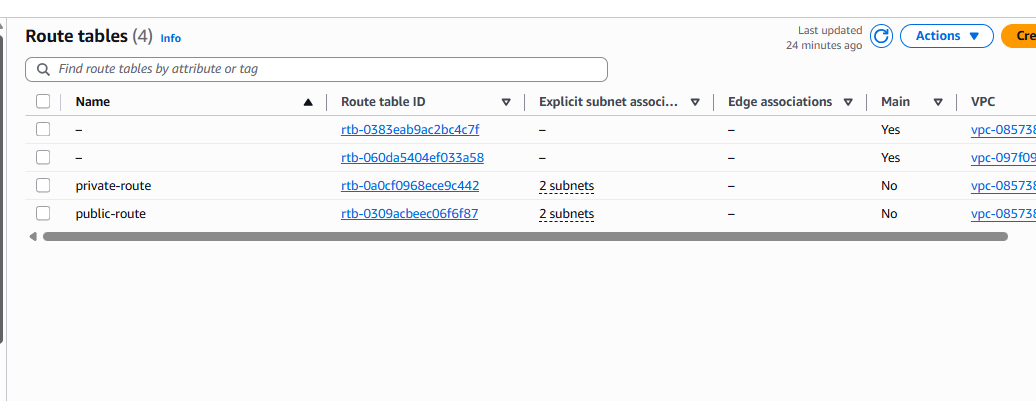 Route tables (4) Info
Last updated
24 minutes ago
Actions
Cre
Find route tables by attribute or tag
Name Route table ID Explicit subnet associ... Edge associations Main VPC
– rtb-0383eab9ac2bc4c7f – – Yes vpc-08573
– rtb-060da5404ef033a58 – – Yes vpc-097f09
private-route rtb-0a0cf0968ece9c442 2 subnets – No vpc-08573
public-route rtb-0309acbeec06f6f87 2 subnets – No vpc-08573